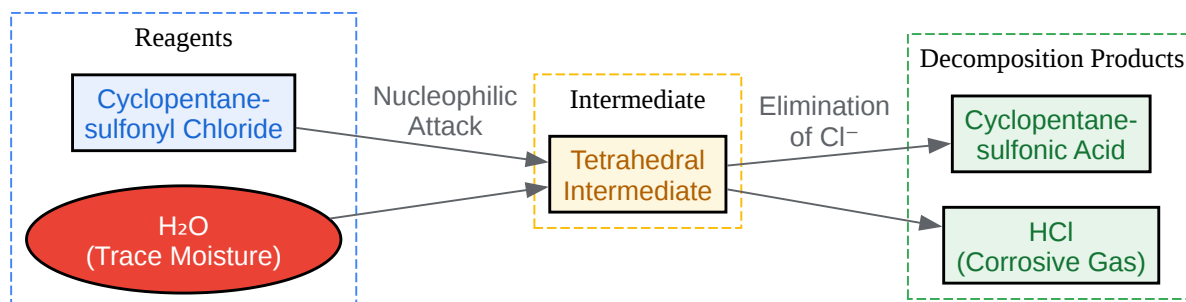 Reagents
Cyclopentane-
sulfonyl Chloride
H₂O
(Trace Moisture)
Nucleophilic
Attack
Intermediate
Tetrahedral
Intermediate
Elimination
of Cl⁻
Decomposition Products
Cyclopentane-
sulfonic Acid
HCl
(Corrosive Gas)